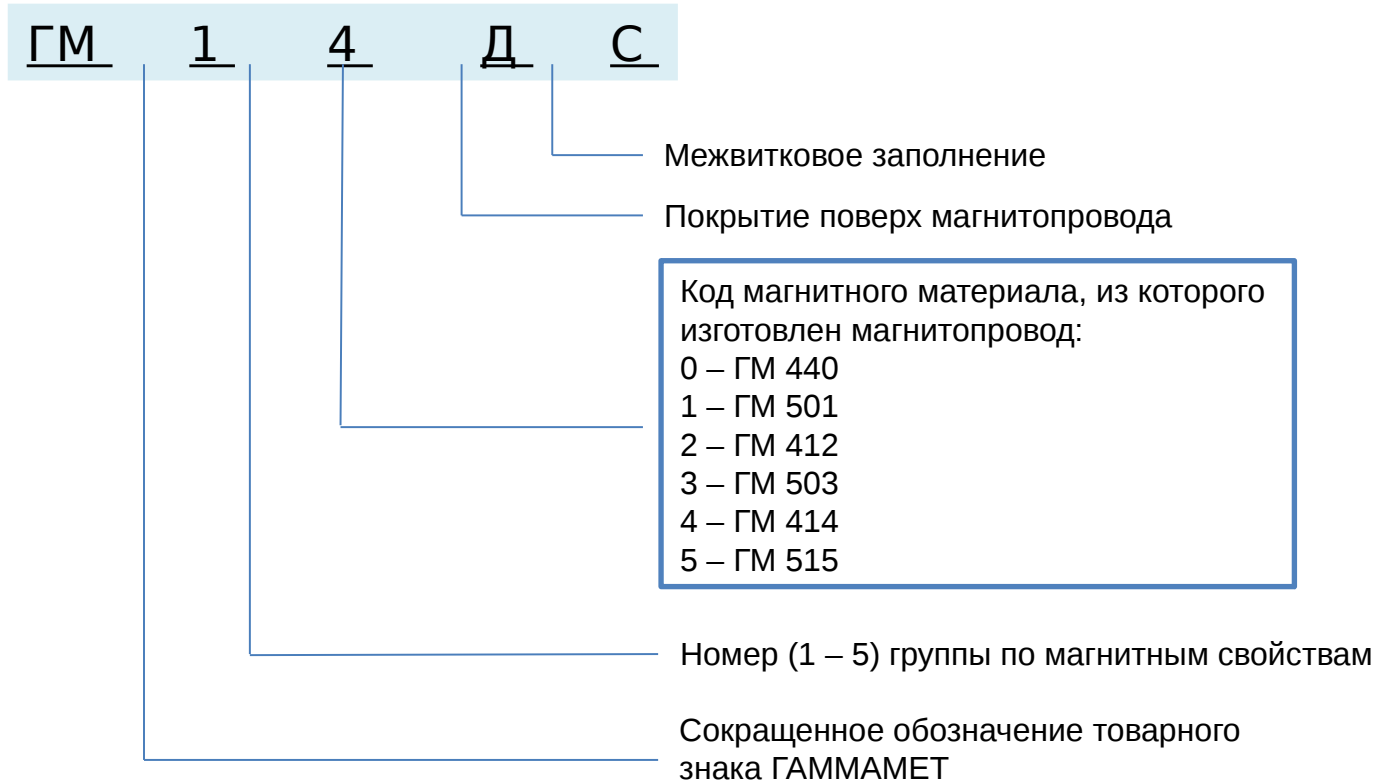 ГМ 1 4 Д С
Межвитковое заполнение
Покрытие поверх магнитопровода
Код магнитного материала, из которого
изготовлен магнитопровод:
0 – ГМ 440
1 – ГМ 501
2 – ГМ 412
3 – ГМ 503
4 – ГМ 414
5 – ГМ 515
Номер (1 – 5) группы по магнитным свойствам
Сокращенное обозначение товарного
знака ГАММАМЕТ